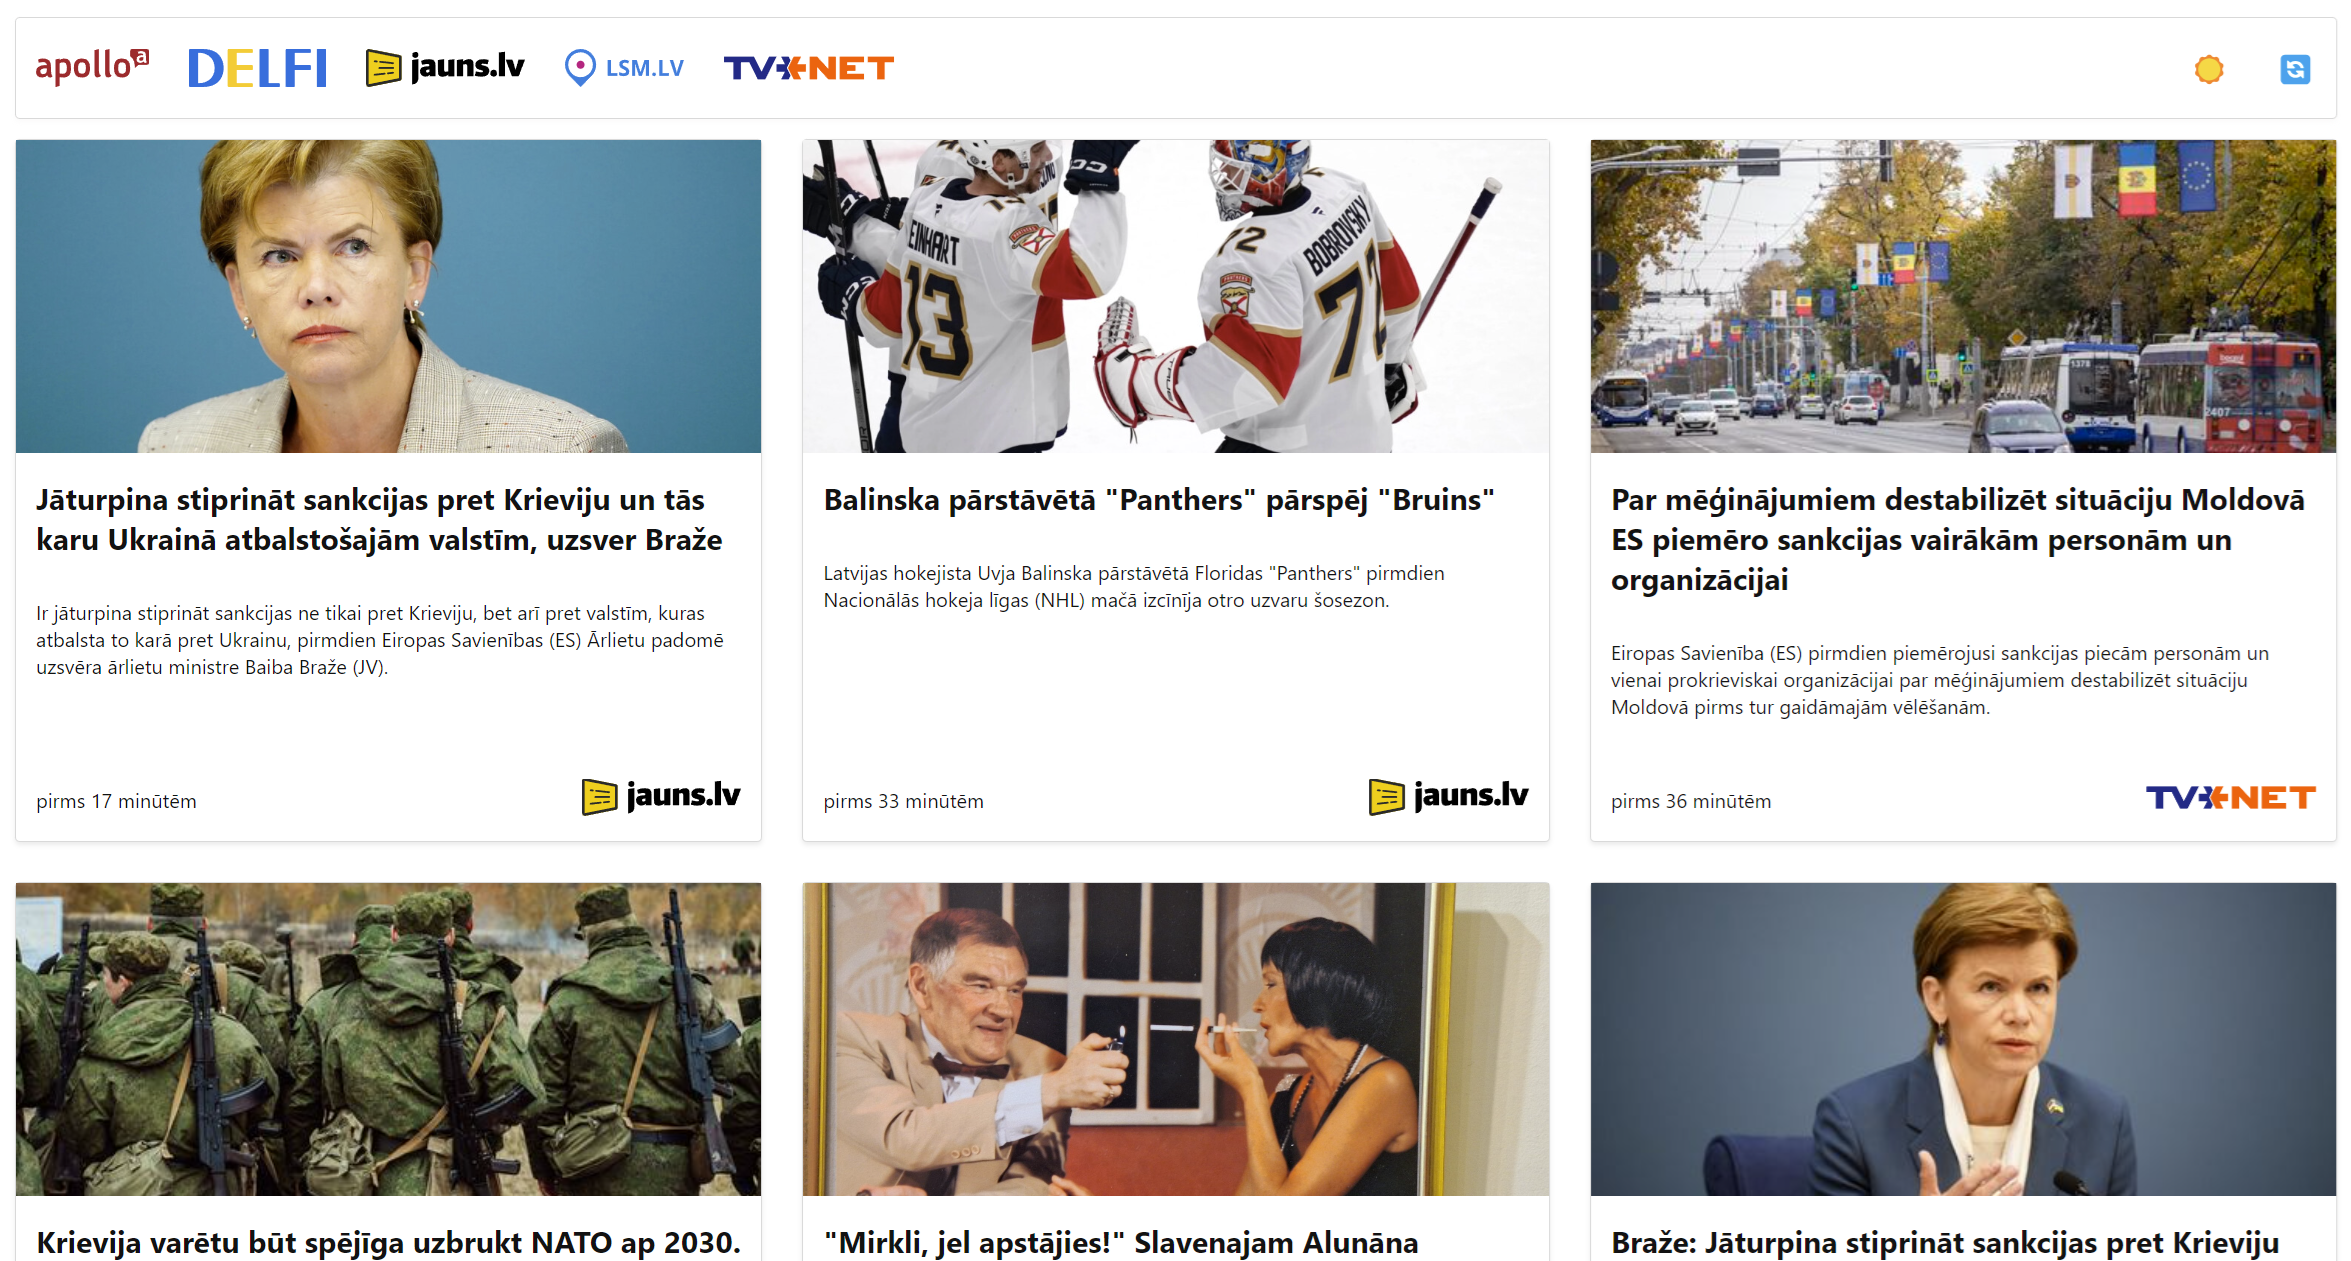 apollo a
DELFI
jauns.lv
LSM.LV
TVNET
EINHART
13
72
BOBROVSKY
72
1378
2407
Jāturpina stiprināt sankcijas pret Krieviju un tās
karu Ukrainā atbalstošajām valstīm, uzsver Braže
Ir jāturpina stiprināt sankcijas ne tikai pret Krieviju, bet arī pret valstīm, kuras
atbalsta to karā pret Ukrainu, pirmdien Eiropas Savienības (ES) Ārlietu padomē
uzsvēra ārlietu ministre Baiba Braže (JV).
pirms 17 minūtēm
jauns.lv
Balinska pārstāvētā "Panthers" pārspēj "Bruins"
Latvijas hokejista Uvja Balinska pārstāvētā Floridas "Panthers" pirmdien
Nacionālās hokeja līgas (NHL) mačā izcīnīja otro uzvaru šosezon.
pirms 33 minūtēm
jauns.lv
Par mēģinājumiem destabilizēt situāciju Moldovā
ES piemēro sankcijas vairākām personām un
organizācijai
Eiropas Savienība (ES) pirmdien piemērojusi sankcijas piecām personām un
vienai prokrieviskai organizācijai par mēģinājumiem destabilizēt situāciju
Moldovā pirms tur gaidāmajām vēlēšanām.
pirms 36 minūtēm
TVNET
Krievija varētu būt spējīga uzbrukt NATO ap 2030.
"Mirkli, jel apstājies!" Slavenajam Alunāna
Braže: Jāturpina stiprināt sankcijas pret Krieviju